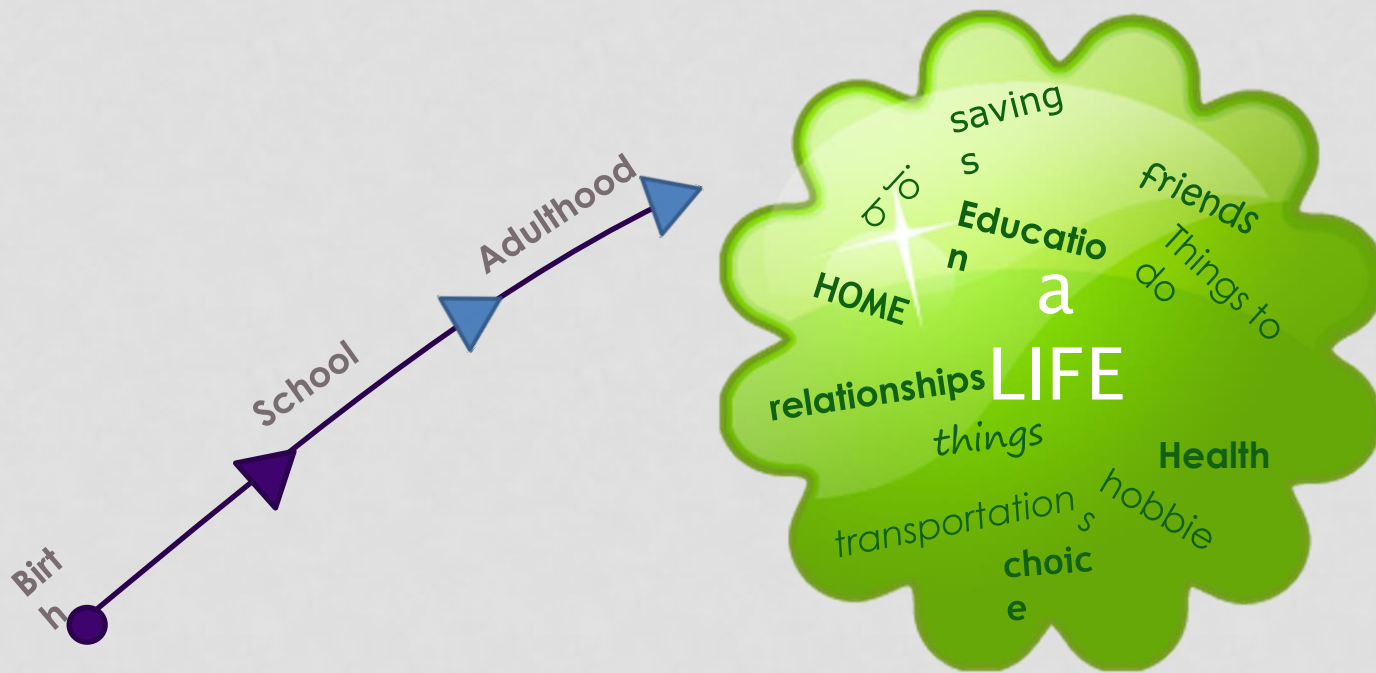 Birt
h
School
Adulthood
saving
s
jo
b
friends
Educatio
n
Things to
do
HOME
a
LIFE
relationships
things
Health
transportation
hobbie
s
choic
e